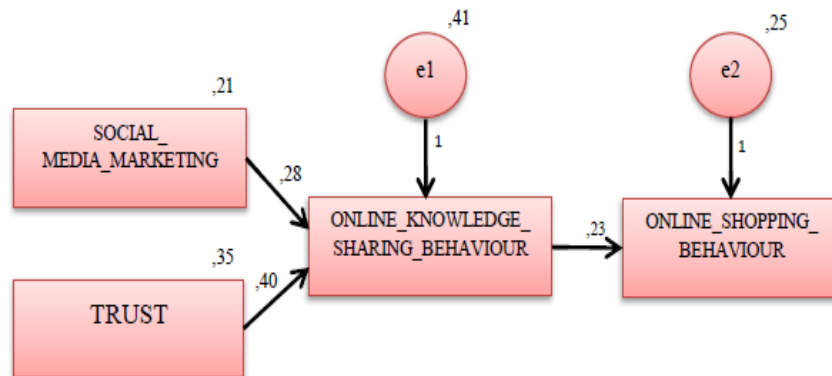 ,41
,25
e1
e2
,21
SOCIAL_
MEDIA_MARKETING
1
1
,28
ONLINE_KNOWLEDGE_
SHARING_BEHAVIOUR
,23
ONLINE_SHOPPING_
BEHAVIOUR
,35
,40
TRUST